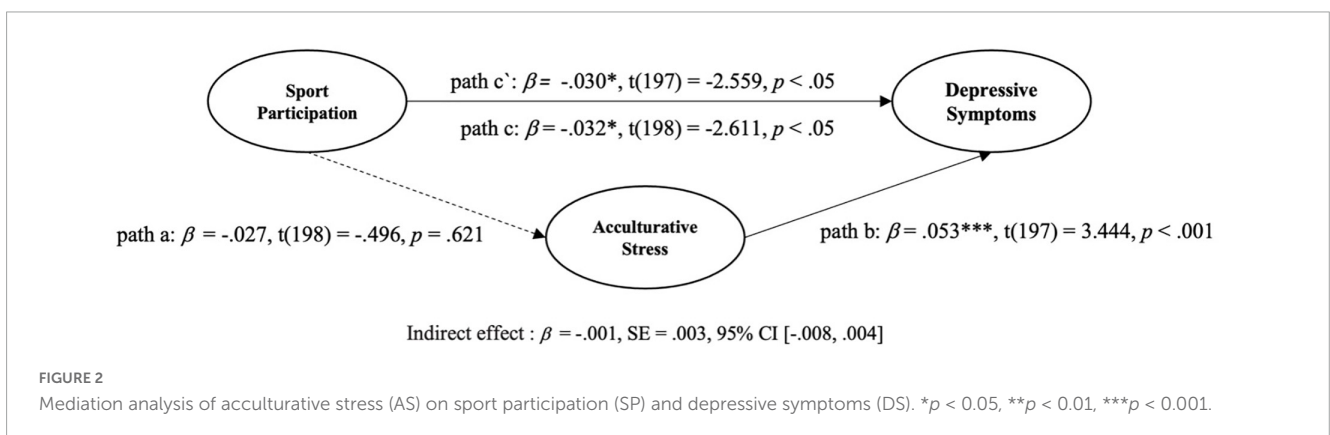 Sport
Participation
path c`: β = -.030*, t(197) = -2.559, p < .05
path c: β = -.032*, t(198) = -2.611, p < .05
Depressive
Symptoms
path a: β = -.027, t(198) = -.496, p = .621
Acculturative
Stress
path b: β = .053***, t(197) = 3.444, p < .001
Indirect effect : β = -.001, SE = .003, 95% CI [-.008, .004]
FIGURE 2
Mediation analysis of acculturative stress (AS) on sport participation (SP) and depressive symptoms (DS). *p < 0.05, **p < 0.01, ***p < 0.001.